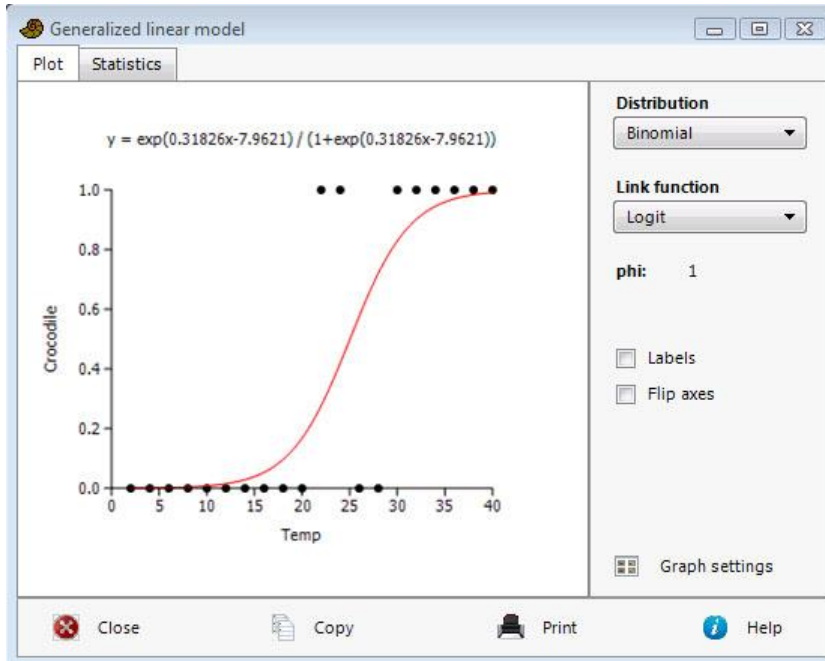 Generalized linear model
Plot
Statistics
y = exp(0.31826x-7.9621) / (1+exp(0.31826x-7.9621))
1.0
0.8
0.6
0.4
0.2
0.0
Crocodile
0 5 10 15 20 25 30 35 40
Temp
Distribution
Binomial
Link function
Logit
phi: 1
Labels
Flip axes
Graph settings
Close
Copy
Print
Help